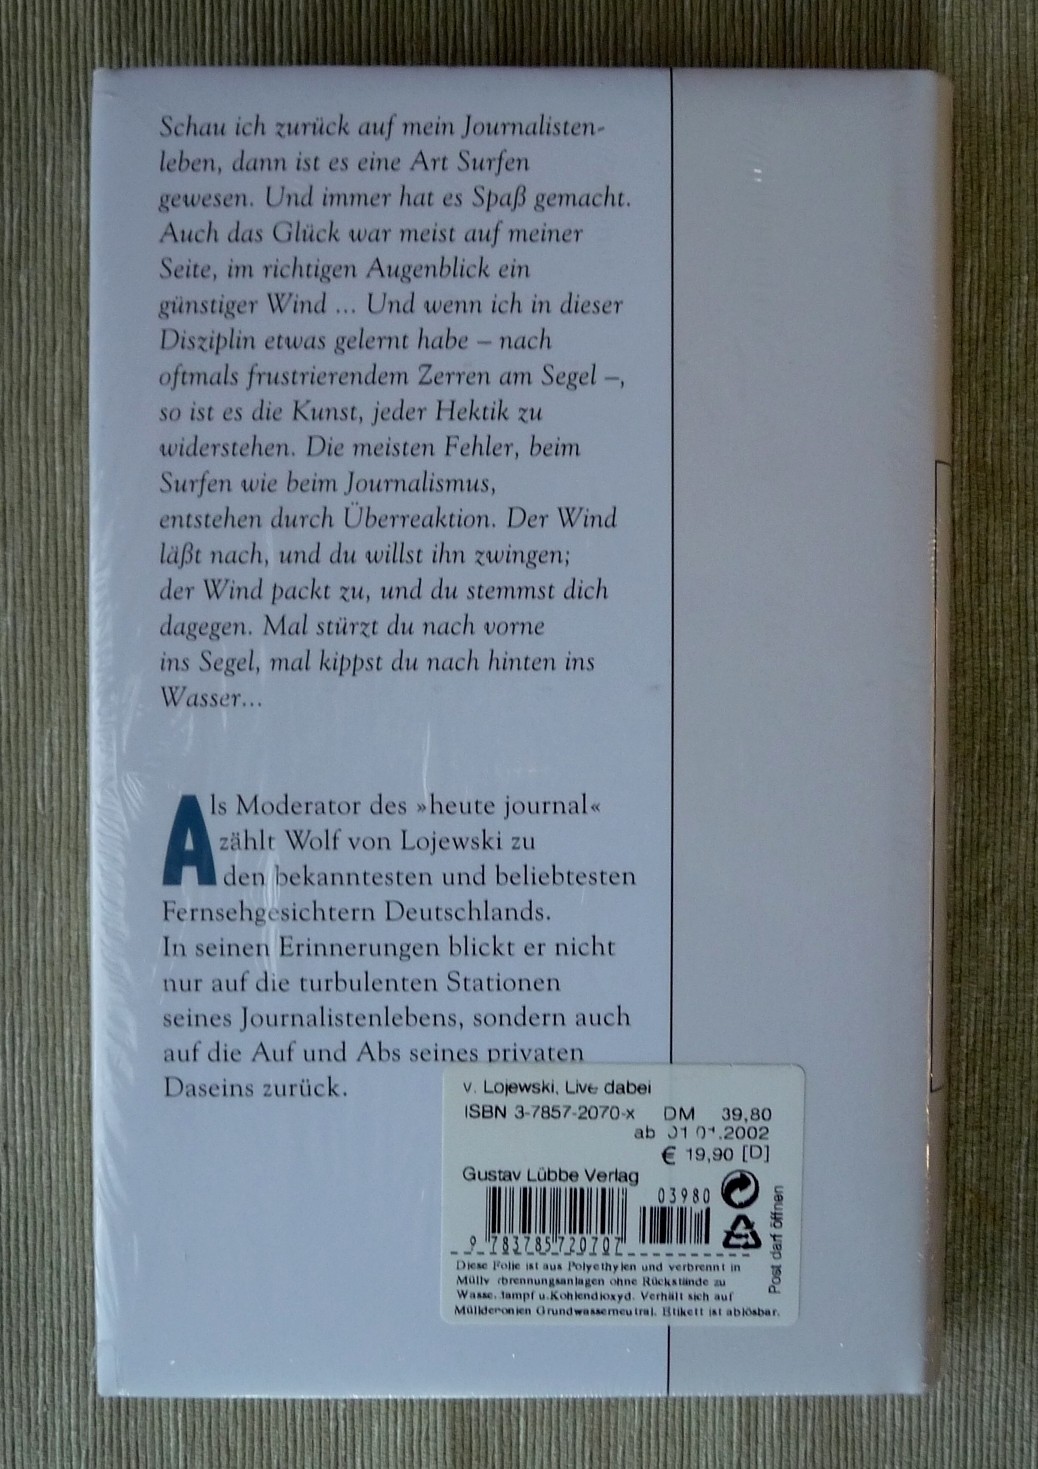 Schau ich zurück auf mein Journalisten-
leben, dann ist es eine Art Surfen
gewesen. Und immer hat es Spaß gemacht.
Auch das Glück war meist auf meiner
Seite, im richtigen Augenblick ein
günstiger Wind ... Und wenn ich in dieser
Disziplin etwas gelernt habe – nach
oftmals frustrierendem Zerren am Segel –,
so ist es die Kunst, jeder Hektik zu
widerstehen. Die meisten Fehler, beim
Surfen wie beim Journalismus,
entstehen durch Überreaktion. Der Wind
läßt nach, und du willst ihn zwingen;
der Wind packt zu, und du stemmst dich
dagegen. Mal stürzt du nach vorne
ins Segel, mal kippst du nach hinten ins
Wasser...
Als Moderator des »heute journal«
zählt Wolf von Lojewski zu
den bekanntesten und beliebtesten
Fernsehgesichtern Deutschlands.
In seinen Erinnerungen blickt er nicht
nur auf die turbulenten Stationen
seines Journalistenlebens, sondern auch
auf die Auf und Abs seines privaten
Daseins zurück.
v. Lojewski, Live dabei
ISBN 3-7857-2070-x DM 39,80
ab 01.01.2002
€ 19,90 [D]
Gustav Lübbe Verlag
03980
9 783785 720707
Diese Folie ist aus Polyethylen und verbrennt in
Müllverbrennungsanlagen ohne Rückstände zu
Wasserdampf u. Kohlendioxyd. Verhält sich auf
Mülldeponien Grundwasserneutral. Etikett ist ablösbar.
Post darf öffnen